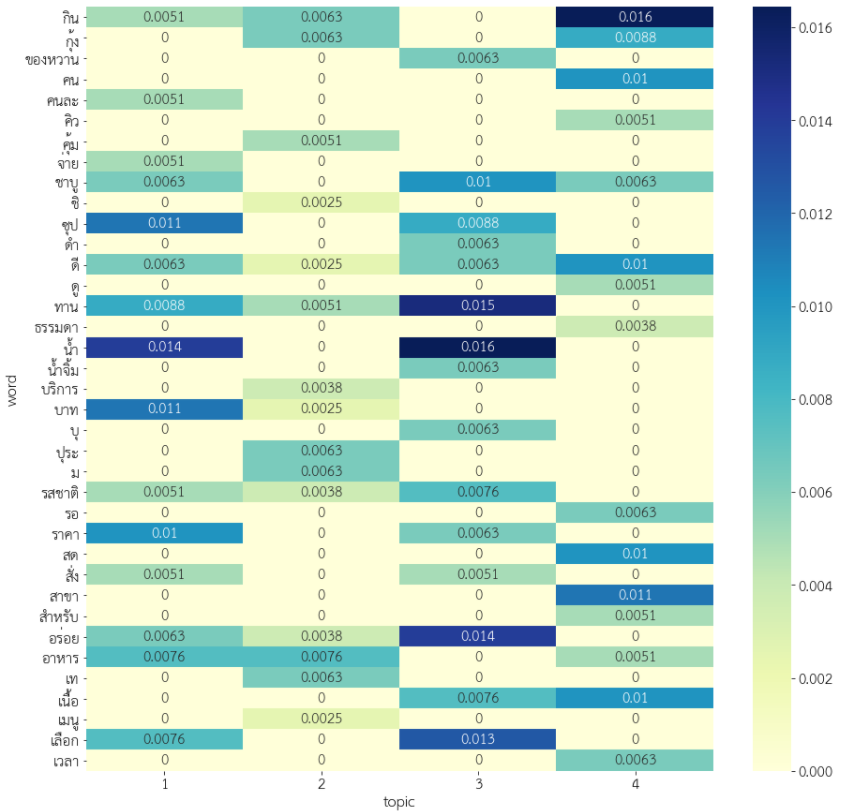 กิน 0.0051 0.0063 0 0.016
กุ้ง 0 0.0063 0 0.0088
ของหวาน 0 0 0.0063 0
คน 0 0 0 0.01
คนละ 0.0051 0 0 0
คิว 0 0 0 0.0051
คุ้ม 0 0.0051 0 0
จ่าย 0.0051 0 0 0
ชาบู 0.0063 0 0.01 0.0063
ชิ 0 0.0025 0 0
ซุป 0.011 0 0.0088 0
ดำ 0 0 0.0063 0
ดี 0.0063 0.0025 0.0063 0.01
ดู 0 0 0 0.0051
ทาน 0.0088 0.0051 0.015 0
ธรรมดา 0 0 0 0.0038
น้ำ 0.014 0 0.016 0
น้ำจิ้ม 0 0 0.0063 0
บริการ 0 0.0038 0 0
บาท 0.011 0.0025 0 0
บุ 0 0 0.0063 0
ประ 0 0.0063 0 0
ม 0 0.0063 0 0
รสชาติ 0.0051 0.0038 0.0076 0
รอ 0 0 0 0.0063
ราคา 0.01 0 0.0063 0
สด 0 0 0 0.01
สั่ง 0.0051 0 0.0051 0
สาขา 0 0 0 0.011
สำหรับ 0 0 0 0.0051
อร่อย 0.0063 0.0038 0.014 0
อาหาร 0.0076 0.0076 0 0.0051
เท 0 0.0063 0 0
เนื้อ 0 0 0.0076 0.01
เมนู 0 0.0025 0 0
เลือก 0.0076 0 0.013 0
เวลา 0 0 0 0.0063
1 2 3 4
topic
word
0.016
0.014
0.012
0.010
0.008
0.006
0.004
0.002
0.000